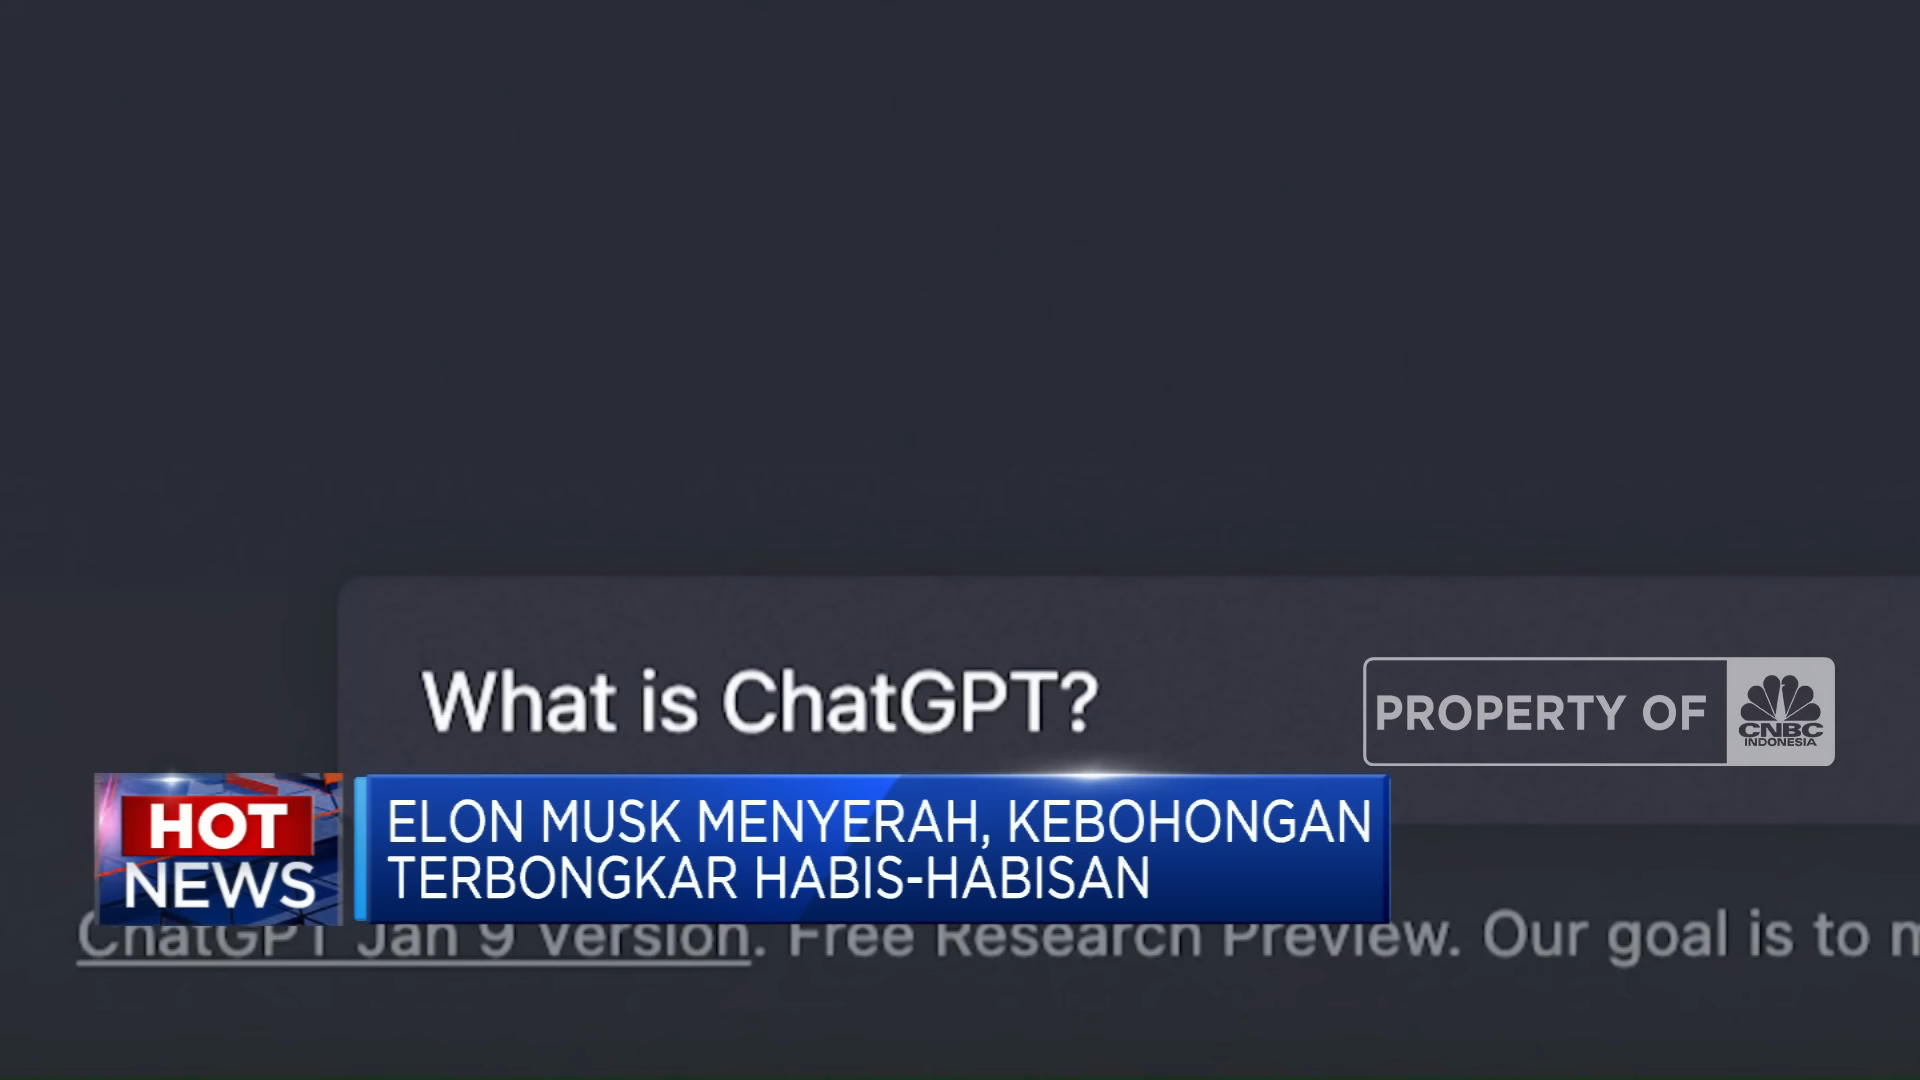 What is ChatGPT?
PROPERTY OF
CNBC
INDONESIA
HOT
NEWS
ELON MUSK MENYERAH, KEBOHONGAN
TERBONGKAR HABIS-HABISAN
ChatGPT Jan 9 Version. Free Research Preview. Our goal is to